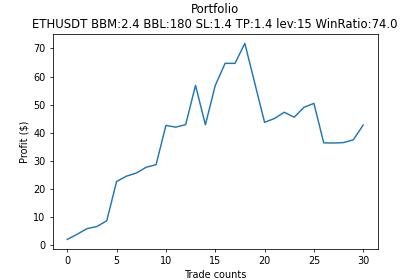 Portfolio
ETHUSDT BBM:2.4 BBL:180 SL:1.4 TP:1.4 lev:15 WinRatio:74.0
70
60
50
40
30
20
10
0
Profit ($)
0 5 10 15 20 25 30
Trade counts